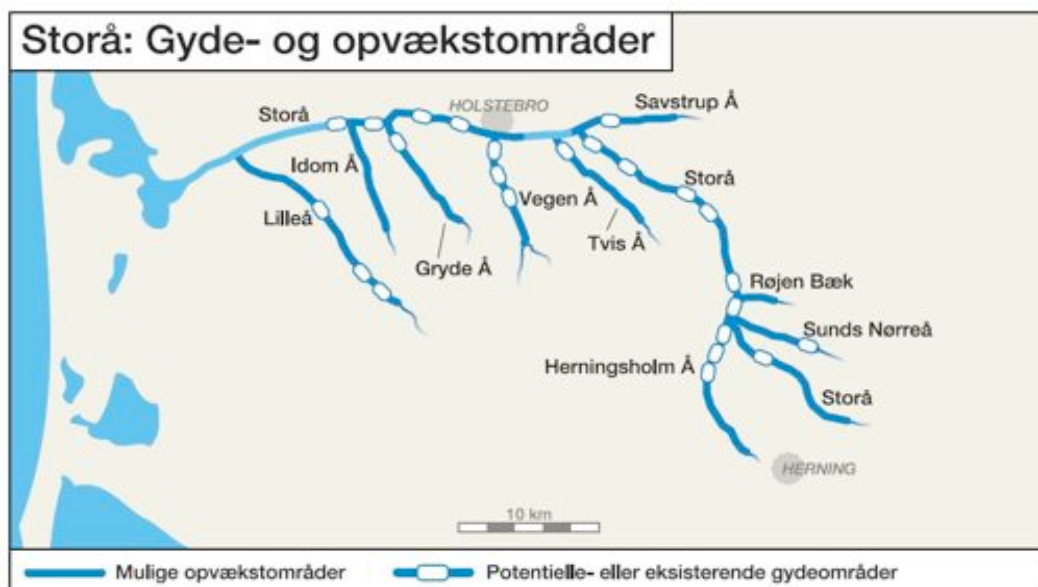 Storå: Gyde- og opvækstområder
HOLSTEBRO
Savstrup Å
Storå
Idom Å
Storå
Vegen Å
Lilleå
Tvis Å
Gryde Å
Røjen Bæk
Sunds Nørreå
Herningsholm Å
Storå
HERNING
10 km
Mulige opvækstområder
Potentielle- eller eksisterende gydeområder